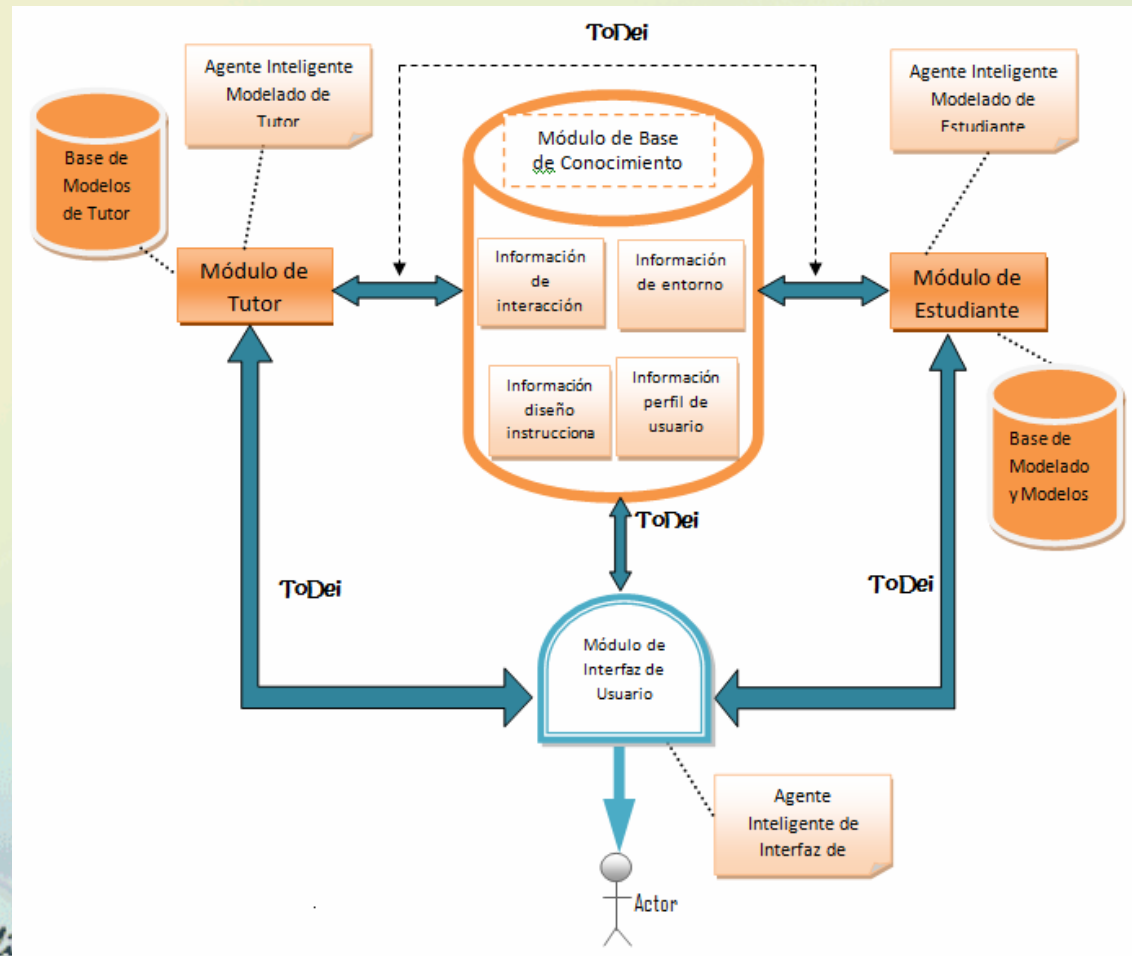 ToDei
Agente Inteligente
Modelado de
Tutor
Agente Inteligente
Modelado de
Estudiante
Base de
Modelos
de Tutor
Módulo de Base
de Conocimiento
Módulo de
Tutor
Información
de
interacción
Información
de entorno
Módulo de
Estudiante
Información
diseño
instrucciona
Información
perfil de
usuario
Base de
Modelado
y Modelos
ToDei
ToDei
ToDei
Módulo de
Interfaz de
Usuario
Agente
Inteligente de
Interfaz de
Actor